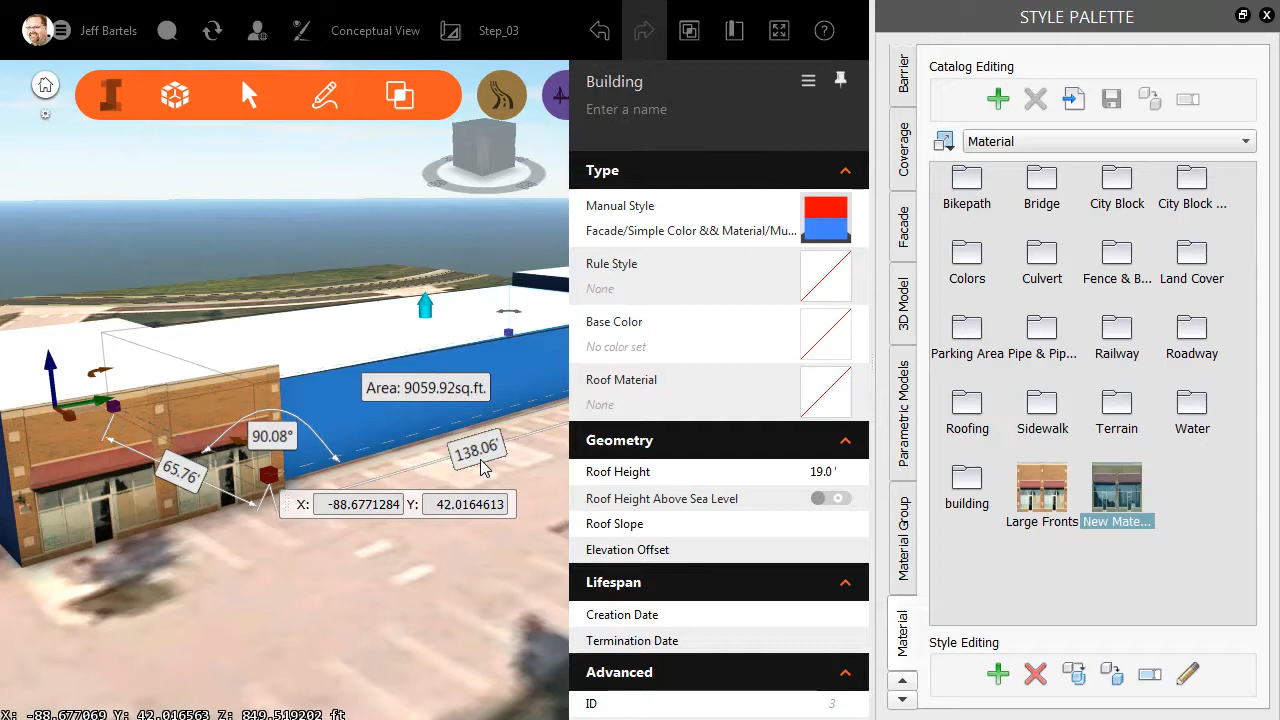 Jeff Bartels
Conceptual View
Step_03
Area: 9059.92sq.ft.
90.08°
138.06'
65.76'
X: -88.6771284 Y: 42.0164613
X: -88.677069 Y: 42.016563 Z: 849.519202 ft
Building
Enter a name
Type
Manual Style
Facade/Simple Color && Material/Mu...
Rule Style
None
Base Color
No color set
Roof Material
None
Geometry
Roof Height 19.0 '
Roof Height Above Sea Level
Roof Slope
Elevation Offset
Lifespan
Creation Date
Termination Date
Advanced
ID 3
STYLE PALETTE
Barrier
Coverage
Facade
3D Model
Parametric Models
Material Group
Material
Catalog Editing
Material
Bikepath Bridge City Block City Block ...
Colors Culvert Fence & B... Land Cover
Parking Area Pipe & Pip... Railway Roadway
Roofing Sidewalk Terrain Water
building Large Fronts New Mate...
Style Editing